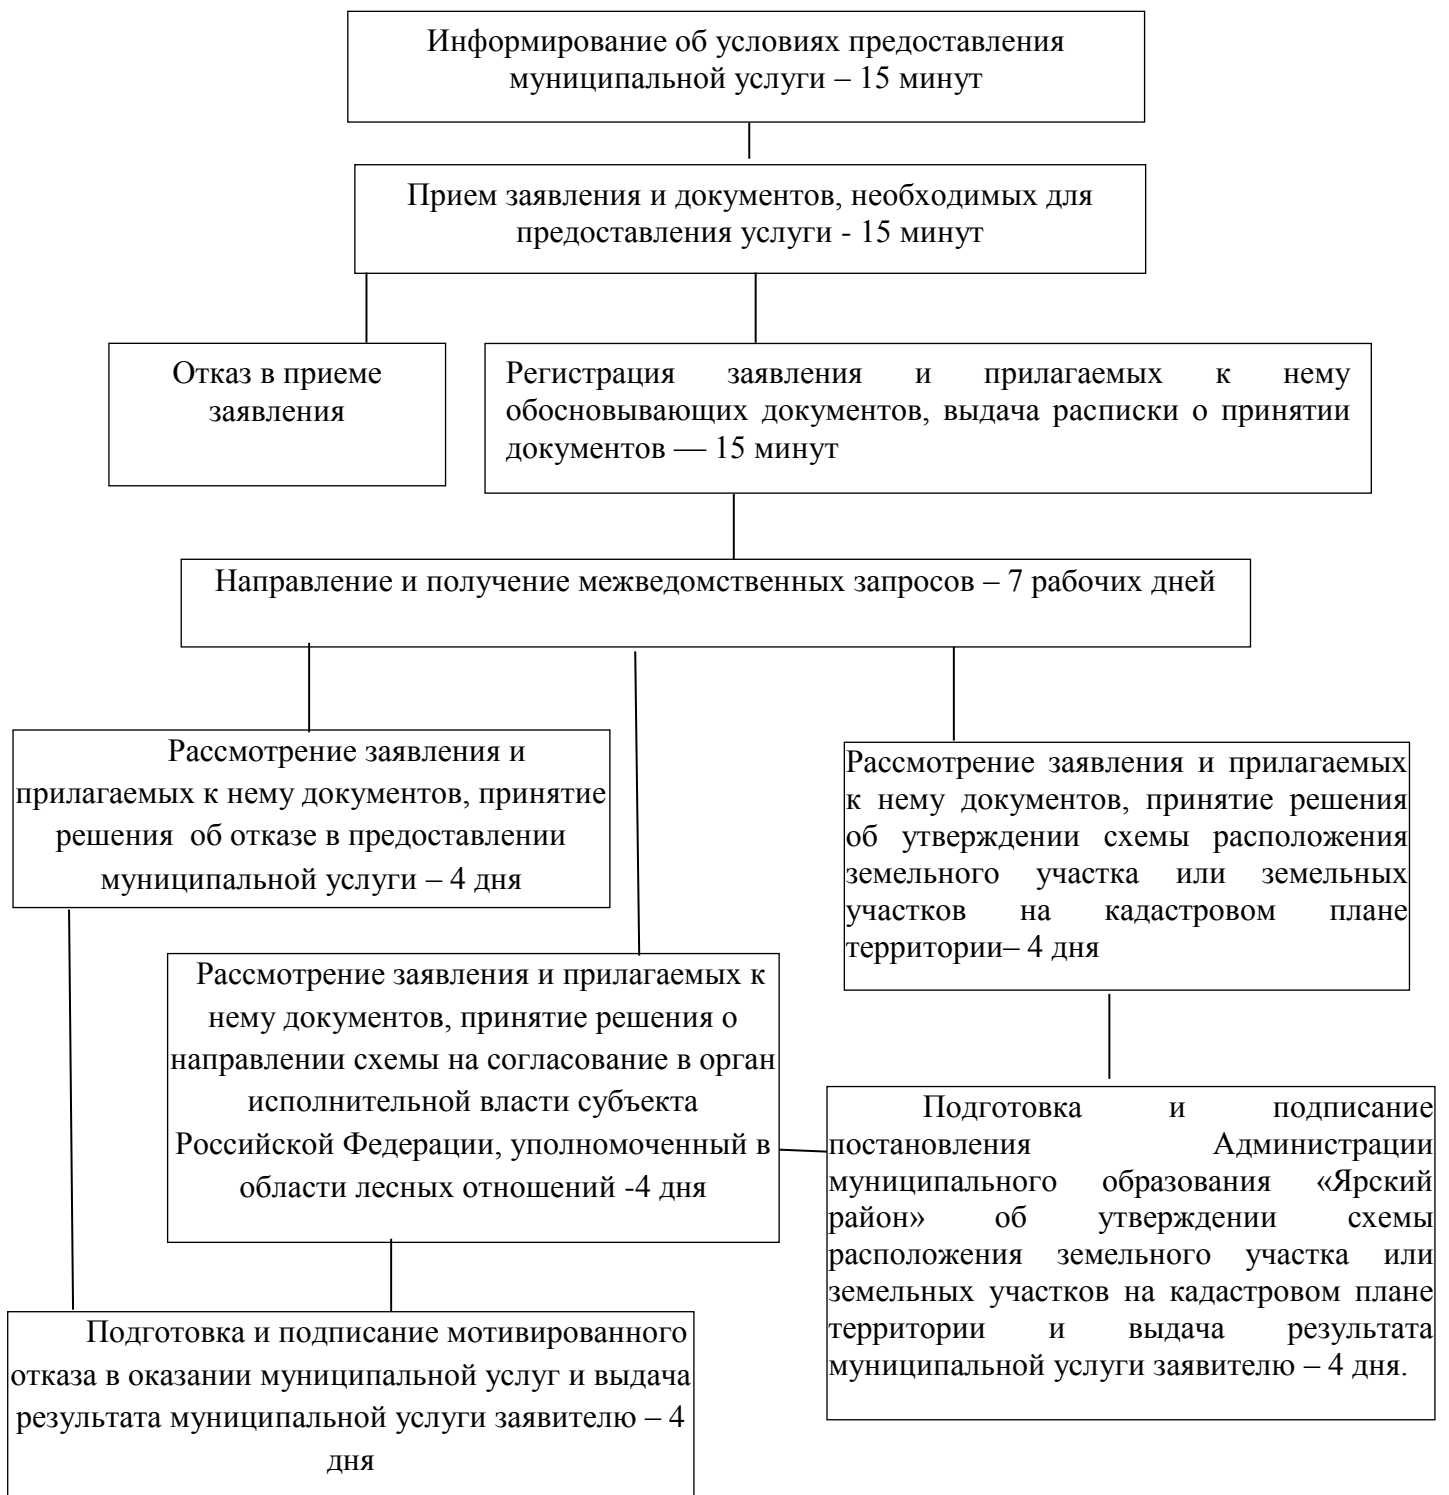 Информирование об условиях предоставления
муниципальной услуги – 15 минут
Прием заявления и документов, необходимых для
предоставления услуги - 15 минут
Отказ в приеме
заявления
Регистрация заявления и прилагаемых к нему
обосновывающих документов, выдача расписки о принятии
документов — 15 минут
Направление и получение межведомственных запросов – 7 рабочих дней
Рассмотрение заявления и
прилагаемых к нему документов, принятие
решения об отказе в предоставлении
муниципальной услуги – 4 дня
Рассмотрение заявления и прилагаемых
к нему документов, принятие решения
об утверждении схемы расположения
земельного участка или земельных
участков на кадастровом плане
территории– 4 дня
Рассмотрение заявления и прилагаемых к
нему документов, принятие решения о
направлении схемы на согласование в орган
исполнительной власти субъекта
Российской Федерации, уполномоченный в
области лесных отношений -4 дня
Подготовка и подписание
постановления Администрации
муниципального образования «Ярский
район» об утверждении схемы
расположения земельного участка или
земельных участков на кадастровом плане
территории и выдача результата
муниципальной услуги заявителю – 4 дня.
Подготовка и подписание мотивированного
отказа в оказании муниципальной услуг и выдача
результата муниципальной услуги заявителю – 4
дня